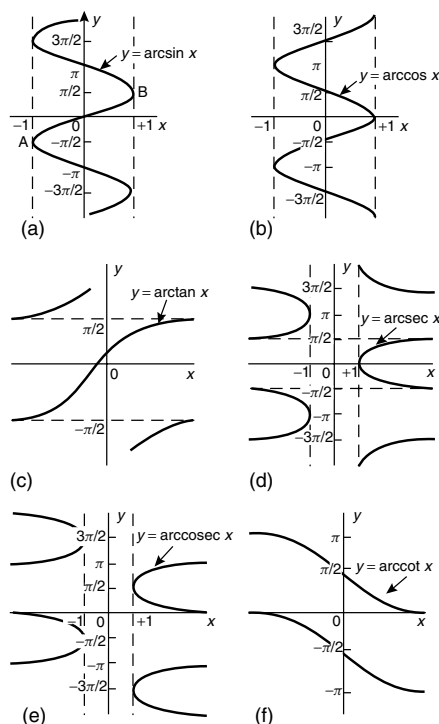 y
3π/2
y = arcsin x
π
π/2
B
−1
0
+1
x
A
−π/2
−π
−3π/2
(a)
y
3π/2
π
y = arccos x
π/2
−1
0
+1
x
−π/2
−π
−3π/2
(b)
y
y = arctan x
π/2
0
x
−π/2
(c)
y
3π/2
π
y = arcsec x
π/2
−1
0
+1
x
−π/2
−π
−3π/2
(d)
y
y = arccosec x
3π/2
π
π/2
−1
0
+1
x
−π/2
−π
−3π/2
(e)
y
π
y = arccot x
π/2
0
x
−π/2
−π
(f)